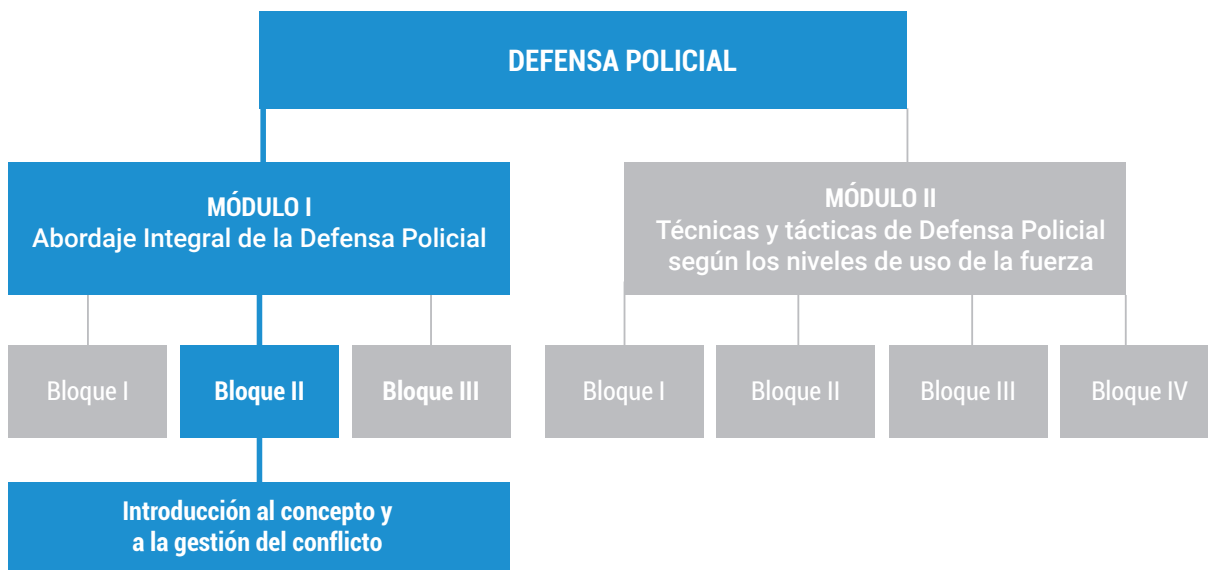 DEFENSA POLICIAL
MÓDULO I
Abordaje Integral de la Defensa Policial
MÓDULO II
Técnicas y tácticas de Defensa Policial
según los niveles de uso de la fuerza
Bloque I
Bloque II
Bloque III
Bloque I
Bloque II
Bloque III
Bloque IV
Introducción al concepto y
a la gestión del conflicto